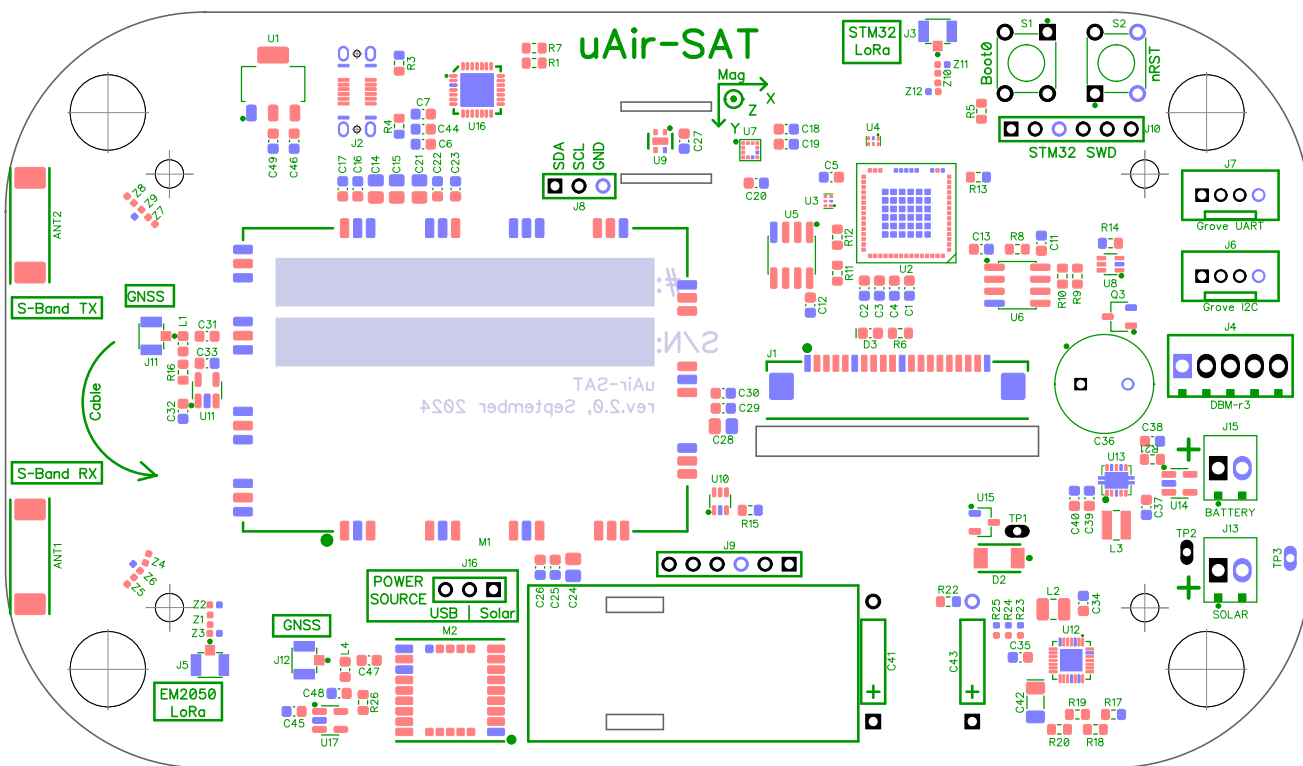 uAir-SAT
STM32
LoRa
J3
Z11
Z10
Z12
S1
S2
Boot0
nRST
R5
J10
STM32 SWD
U1
C49
C46
J2
R3
R4
C7
C44
C6
U16
R7
R1
Mag
X
Z
Y
U7
U9
C27
C18
C19
C20
C5
U4
U3
R13
J7
Grove UART
C17
C16
C14
C15
C21
C22
C23
SDA
SCL
GND
J8
U5
R12
R11
C12
U2
C2
C3
C4
C1
C13
R8
C11
R10
R9
U6
R14
U8
Q3
J6
Grove I2C
ANT2
Z8
Z9
Z7
S-Band TX
GNSS
J11
L1
C31
C33
R16
C32
U11
Cable
#:
S/N:
uAir-SAT
rev.2.0, September 2024
D3
R6
J1
C30
C29
C28
J4
DBM-r3
C36
C38
R21
U13
C40
C39
L3
C37
U14
J15
BATTERY
S-Band RX
ANT1
U10
R15
U15
TP1
D2
TP2
J13
SOLAR
TP3
M1
J9
Z4
Z6
Z5
Z2
Z1
Z3
J5
EM2050
LoRa
J16
POWER
SOURCE
USB | Solar
C26
C25
C24
GNSS
J12
L4
C47
C48
C45
R26
U17
M2
C41
C43
R22
R25
R24
R23
L2
C34
C35
U12
C42
R19
R17
R20
R18